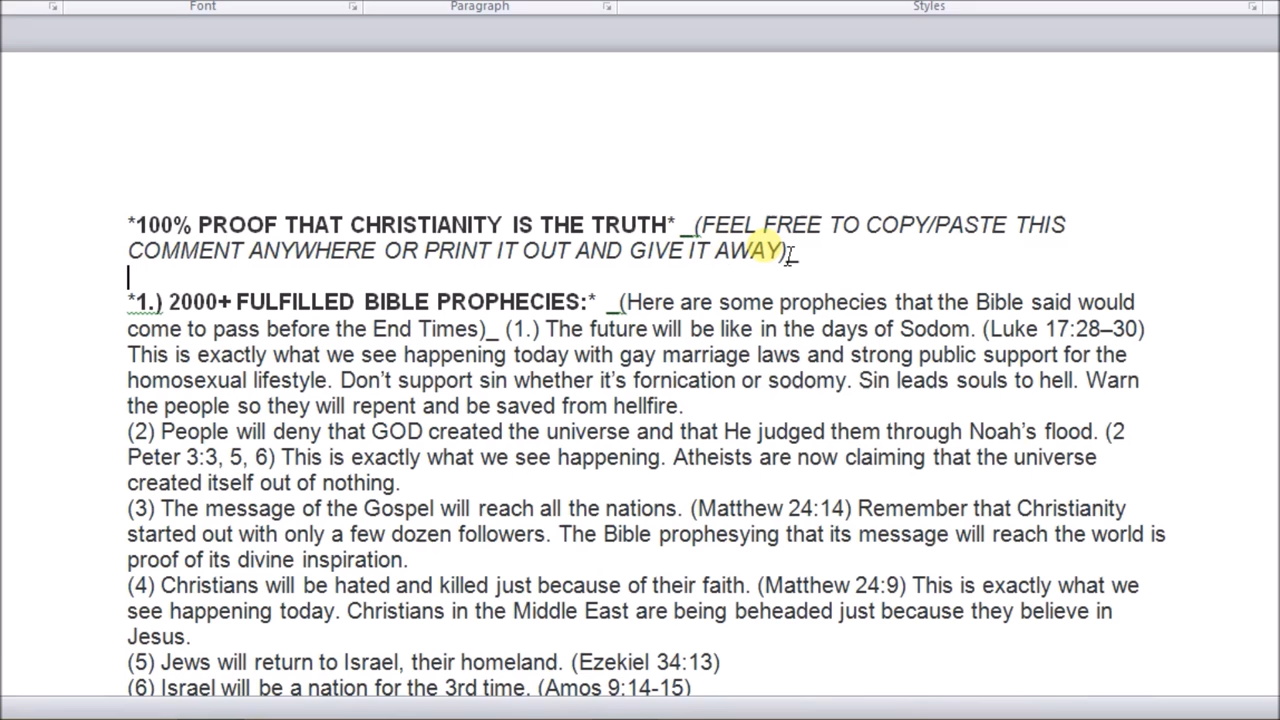 Font Paragraph Styles
*100% PROOF THAT CHRISTIANITY IS THE TRUTH* _(FEEL FREE TO COPY/PASTE THIS
COMMENT ANYWHERE OR PRINT IT OUT AND GIVE IT AWAY)_
*1.) 2000+ FULFILLED BIBLE PROPHECIES:* _(Here are some prophecies that the Bible said would
come to pass before the End Times)_ (1.) The future will be like in the days of Sodom. (Luke 17:28–30)
This is exactly what we see happening today with gay marriage laws and strong public support for the
homosexual lifestyle. Don’t support sin whether it’s fornication or sodomy. Sin leads souls to hell. Warn
the people so they will repent and be saved from hellfire.
(2) People will deny that GOD created the universe and that He judged them through Noah’s flood. (2
Peter 3:3, 5, 6) This is exactly what we see happening. Atheists are now claiming that the universe
created itself out of nothing.
(3) The message of the Gospel will reach all the nations. (Matthew 24:14) Remember that Christianity
started out with only a few dozen followers. The Bible prophesying that its message will reach the world is
proof of its divine inspiration.
(4) Christians will be hated and killed just because of their faith. (Matthew 24:9) This is exactly what we
see happening today. Christians in the Middle East are being beheaded just because they believe in
Jesus.
(5) Jews will return to Israel, their homeland. (Ezekiel 34:13)
(6) Israel will be a nation for the 3rd time. (Amos 9:14-15)